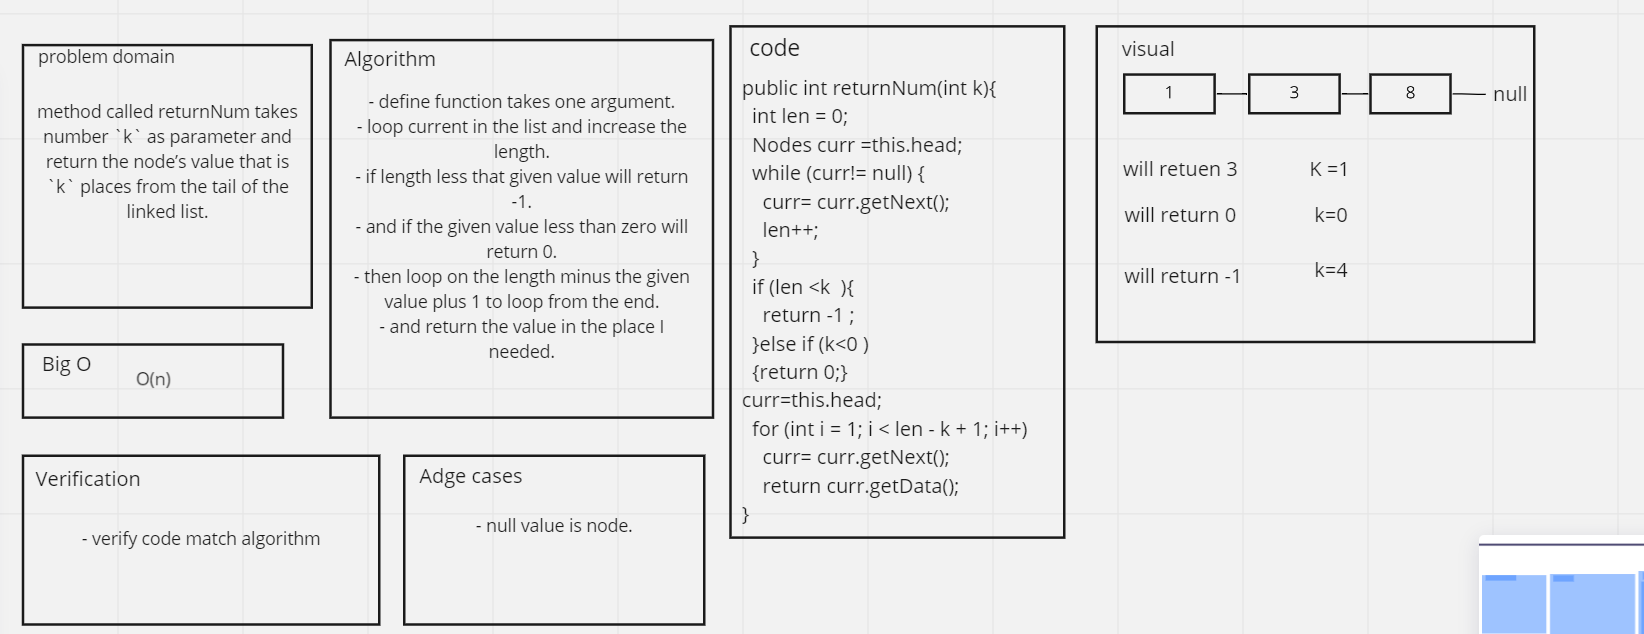 problem domain
method called returnNum takes
number `k` as parameter and
return the node’s value that is
`k` places from the tail of the
linked list.
Big O
O(n)
Algorithm
- define function takes one argument.
- loop current in the list and increase the
length.
- if length less that given value will return
-1.
- and if the given value less than zero will
return 0.
- then loop on the length minus the given
value plus 1 to loop from the end.
- and return the value in the place I
needed.
Verification
- verify code match algorithm
Adge cases
- null value is node.
code
public int returnNum(int k){
int len = 0;
Nodes curr =this.head;
while (curr!= null) {
curr= curr.getNext();
len++;
}
if (len <k  ){
return -1 ;
}else if (k<0 )
{return 0;}
curr=this.head;
for (int i = 1; i < len - k + 1; i++)
curr= curr.getNext();
return curr.getData();
}
visual
1 3 8 null
will retuen 3 K =1
will return 0 k=0
will return -1 k=4